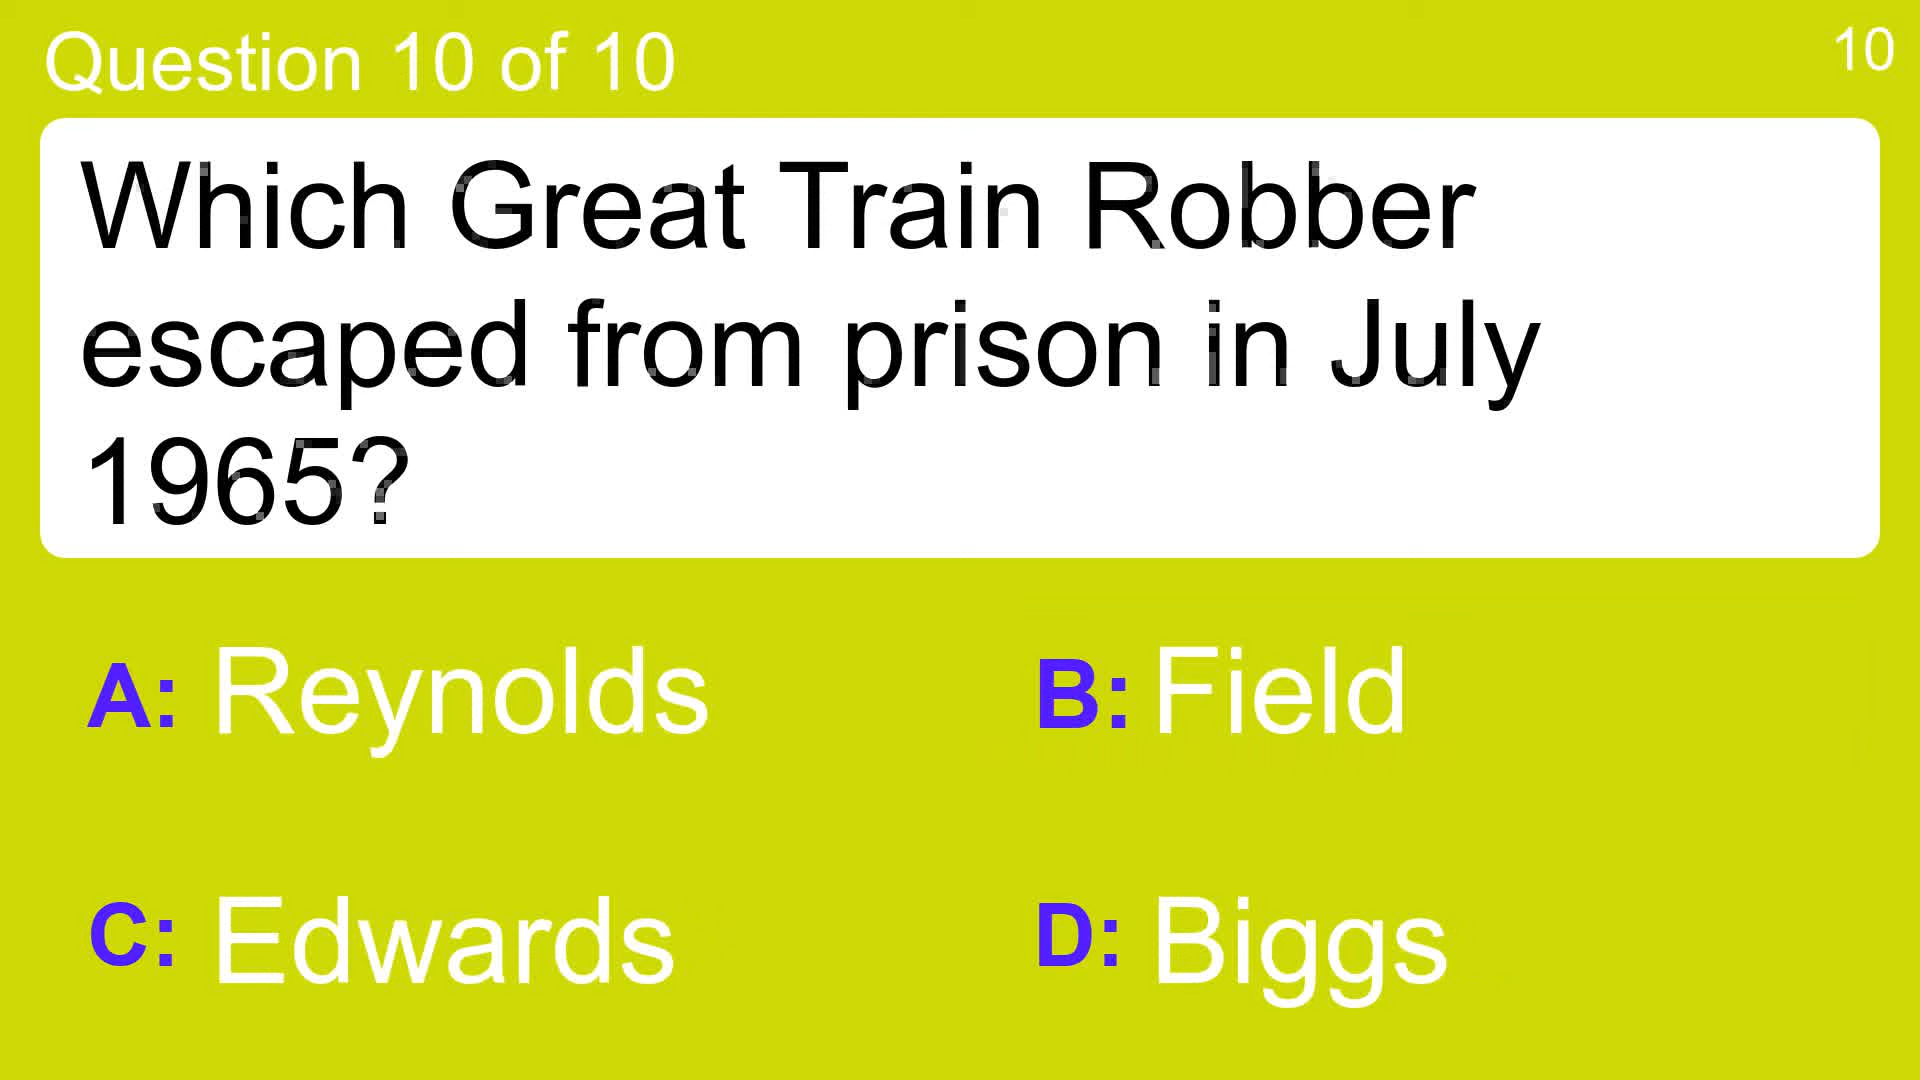 Question 10 of 10
10
Which Great Train Robber
escaped from prison in July
1965?
A: Reynolds
B: Field
C: Edwards
D: Biggs